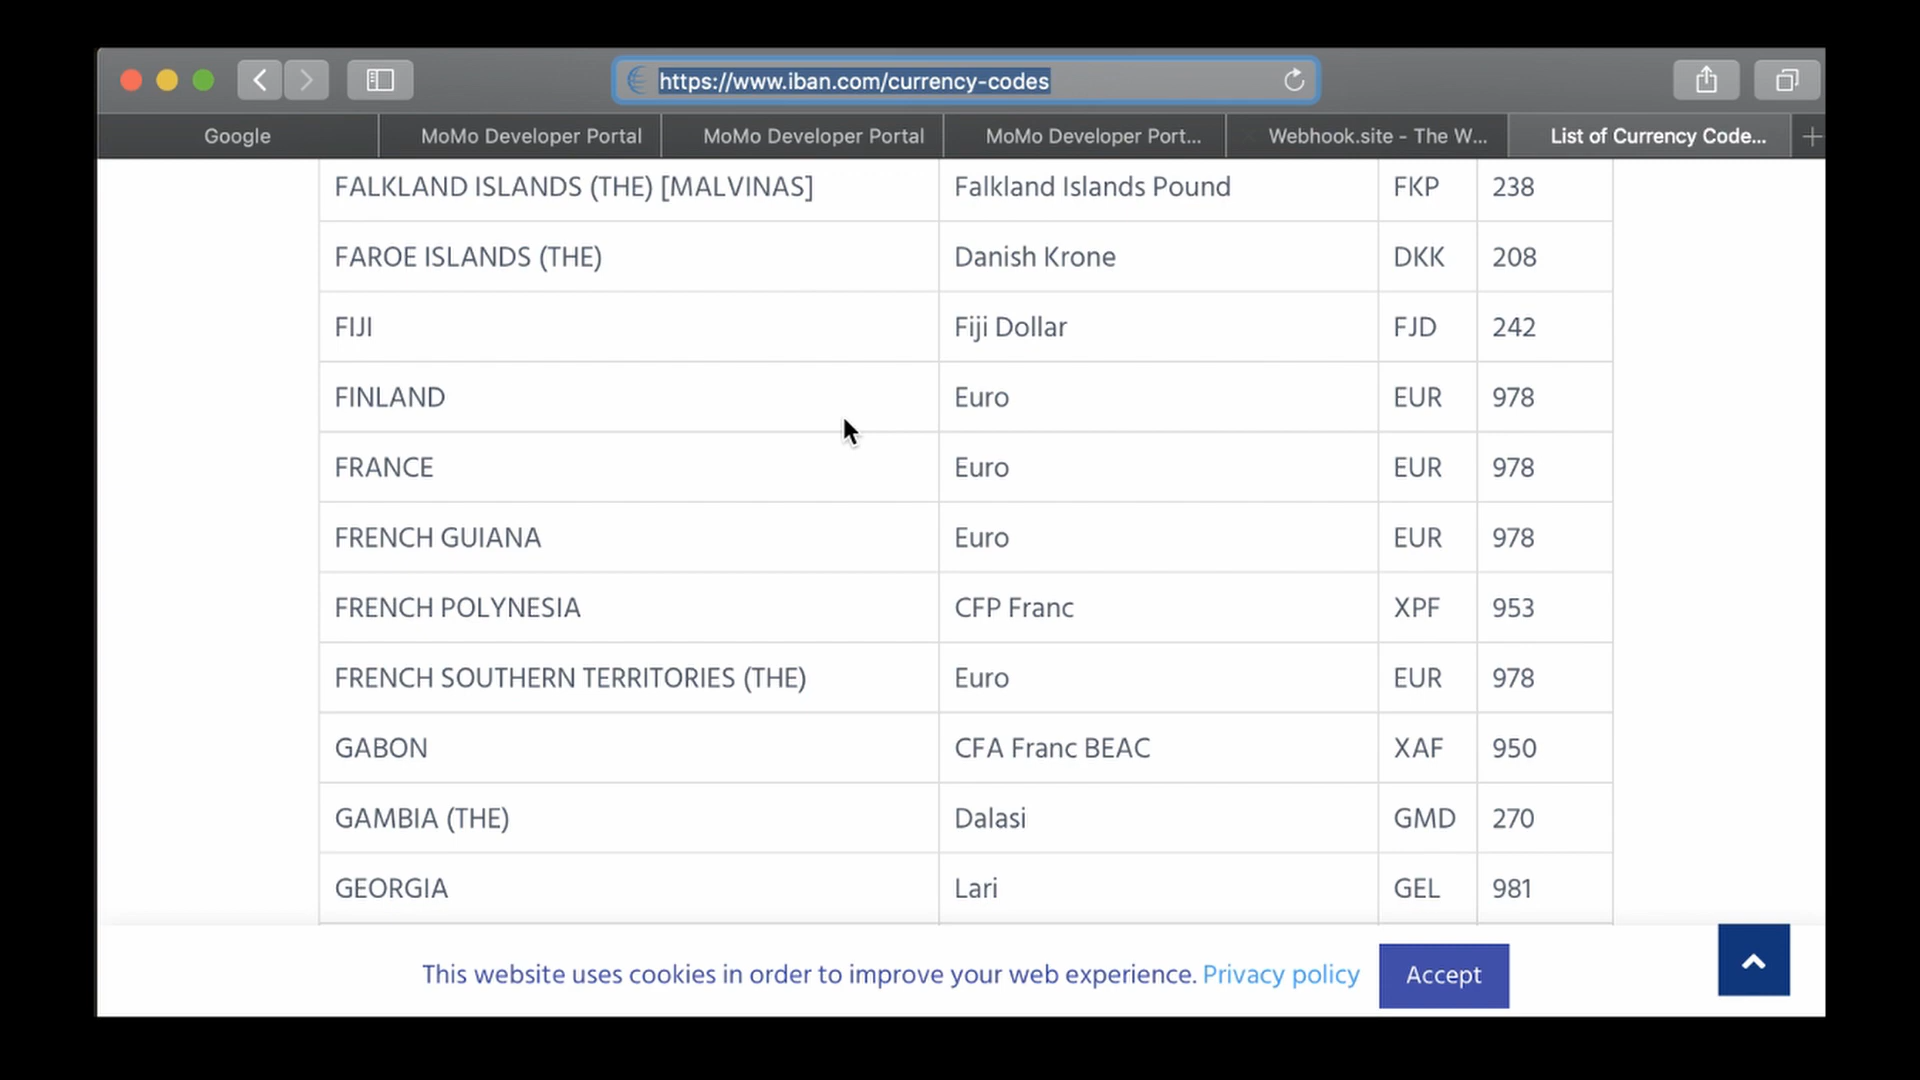 https://www.iban.com/currency-codes
Google MoMo Developer Portal MoMo Developer Portal MoMo Developer Port... Webhook.site - The W... List of Currency Code...
FALKLAND ISLANDS (THE) [MALVINAS] Falkland Islands Pound FKP 238
FAROE ISLANDS (THE) Danish Krone DKK 208
FIJI Fiji Dollar FJD 242
FINLAND Euro EUR 978
FRANCE Euro EUR 978
FRENCH GUIANA Euro EUR 978
FRENCH POLYNESIA CFP Franc XPF 953
FRENCH SOUTHERN TERRITORIES (THE) Euro EUR 978
GABON CFA Franc BEAC XAF 950
GAMBIA (THE) Dalasi GMD 270
GEORGIA Lari GEL 981
This website uses cookies in order to improve your web experience. Privacy policy Accept